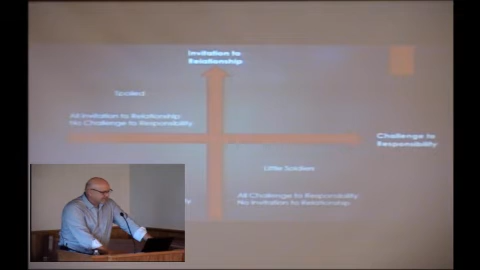 Invitation to
Relationship
Spoiled
All Invitation to Relationship
No Challenge to Responsibility
Challenge to
Responsibility
Little Soldiers
All Challenge to Responsibility
No Invitation to Relationship